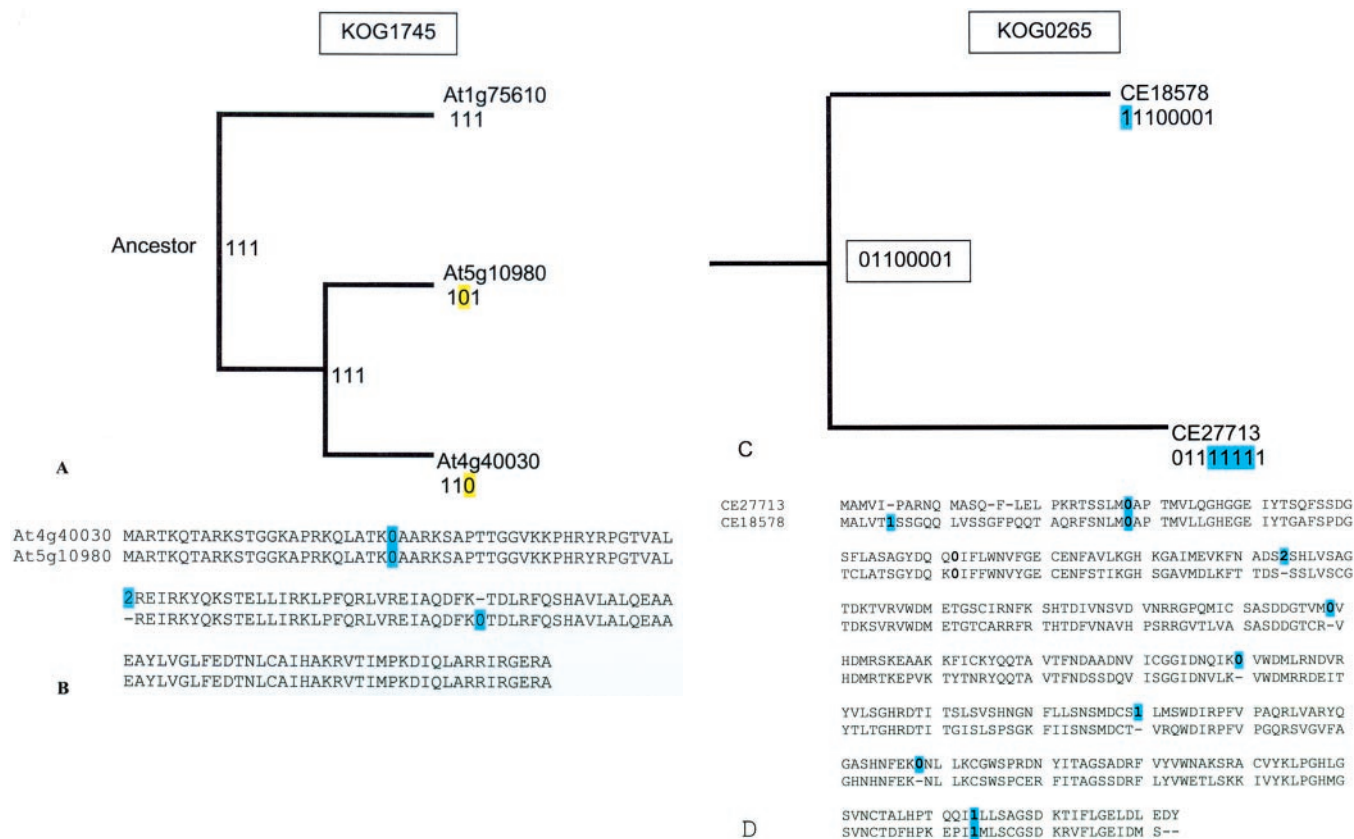 KOG1745
At1g75610
111
Ancestor
111
At5g10980
101
111
At4g40030
110
A
At4g40030 MARTKQTARKSTGGKAPRKQLATK0AARKSAPTTGGVKKPHRYRPGTVAL
At5g10980 MARTKQTARKSTGGKAPRKQLATK0AARKSAPTTGGVKKPHRYRPGTVAL
2REIRKYQKSTELLIRKLPFQRLVREIAQDFK-TDLRFQSHAVLALQEAA
-REIRKYQKSTELLIRKLPFQRLVREIAQDFK0TDLRFQSHAVLALQEAA
EAYLVGLFEDTNLCAIHAKRVTIMPKDIQLARRIRGERA
EAYLVGLFEDTNLCAIHAKRVTIMPKDIQLARRIRGERA
B
KOG0265
CE18578
11100001
01100001
CE27713
01111111
C
CE27713 MAMVI-PARNQ MASQ-F-LEL PKRTSSLM0AP TMVLQGHGGE IYTSQFSSDG
CE18578 MALVT1SSGQQ LVSSGFPQQT AQRFSNLM0AP TMVLLGHEGE IYTGAFSPDG
SFLASAGYDQ Q0IFLWNVFGE CENFAVLKGH KGAIMEVKFN ADS2SHLVSAG
TCLATSGYDQ K0IFFWNVYGE CENFSTIKGH SGAVMDLKFT TDS-SSLVSCG
TDKTVRVWDM ETGSCIRNFK SHTDIVNSVD VNRRGPQMIC SASDDGTVM0V
TDKSVRVWDM ETGTCARRFR THTDFVNAVH PSRRGVTLVA SASDDGTCR-V
HDMRSKEAAK KFICKYQQTA VTFNDAADNV ICGGIDNQIK0 VWDMLRNDVR
HDMRTKEPVK TYTNRYQQTA VTFNDSSDQV ISGGIDNVLK- VWDMRRDEIT
YVLSGHRDTI TSLSVSHNGN FLLSNSMDCS1 LMSWDIRPFV PAQRLVARYQ
YTLTGHRDTI TGISLSPSGK FIISNSMDCT- VRQWDIRPFV PGQRSVGVFA
GASHNFEK0NL LKCGWSPRDN YITAGSADRF VYVWNAKSRA CVYKLPGHLG
GHNHNFEK-NL LKCSWSPCER FITAGSSDRF LYVWETLSKK IVYKLPGHMG
SVNCTALHPT QQI1LLSAGSD KTIFLGELDL EDY
SVNCTDFHPK EPI1MLSCGSD KRVFLGEIDM S--
D